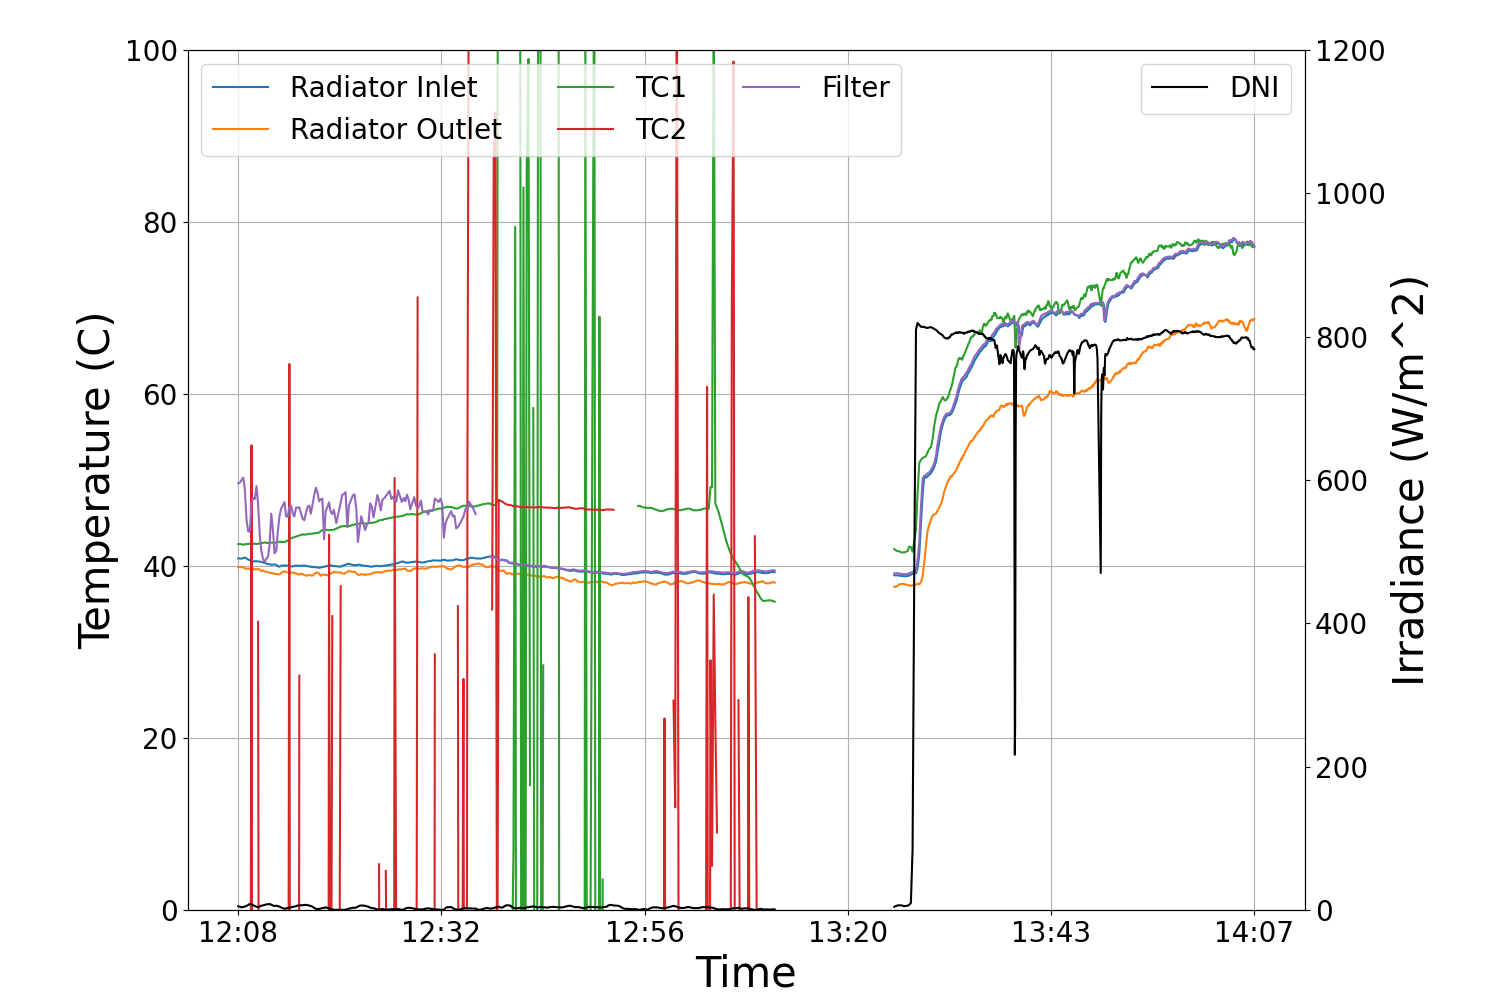 100
80
60
40
20
0
Temperature (C)
Radiator Inlet
Radiator Outlet
TC1
TC2
Filter
DNI
1200
1000
800
600
400
200
0
Irradiance (W/m^2)
12:08 12:32 12:56 13:20 13:43 14:07
Time